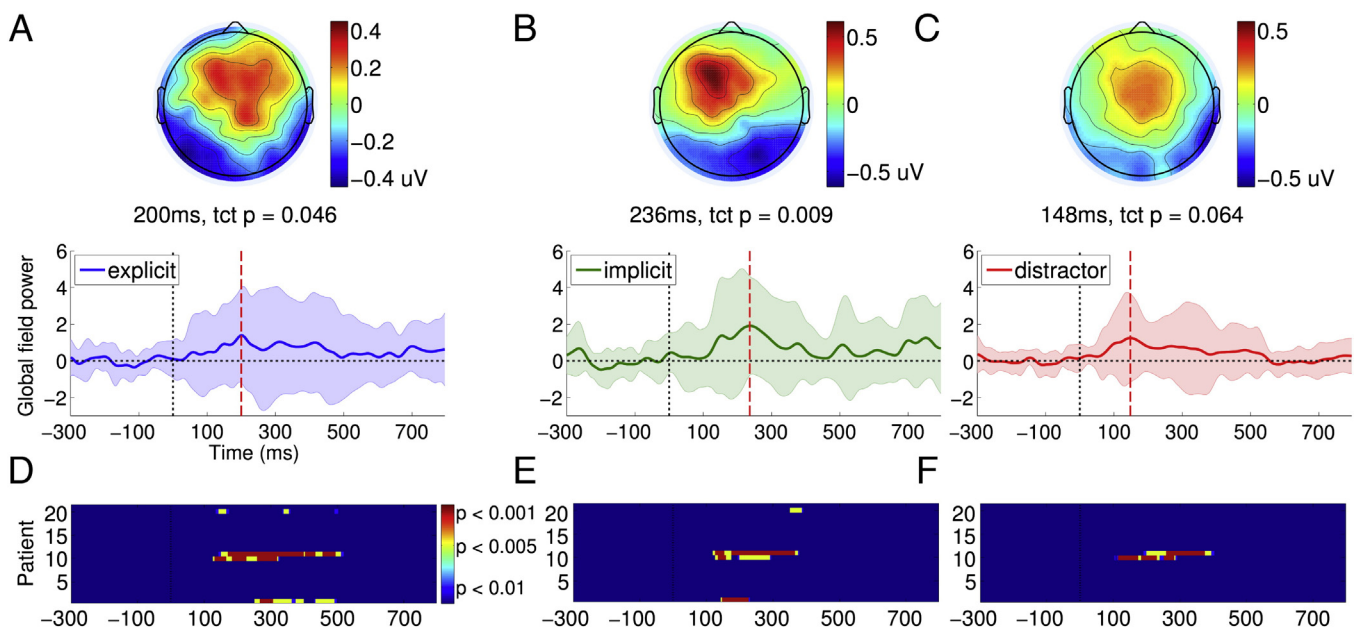 A
0.4
0.2
0
−0.2
−0.4 uV
200ms, tct p = 0.046
B
0.5
0
−0.5 uV
236ms, tct p = 0.009
C
0.5
0
−0.5 uV
148ms, tct p = 0.064
Global field power
6
4
2
0
−2
explicit
−300 −100 100 300 500 700
Time (ms)
6
4
2
0
−2
implicit
−300 −100 100 300 500 700
6
4
2
0
−2
distractor
−300 −100 100 300 500 700
D
Patient
20
15
10
5
−300 −100 100 300 500 700
p < 0.001
p < 0.005
p < 0.01
E
20
15
10
5
−300 −100 100 300 500 700
F
20
15
10
5
−300 −100 100 300 500 700